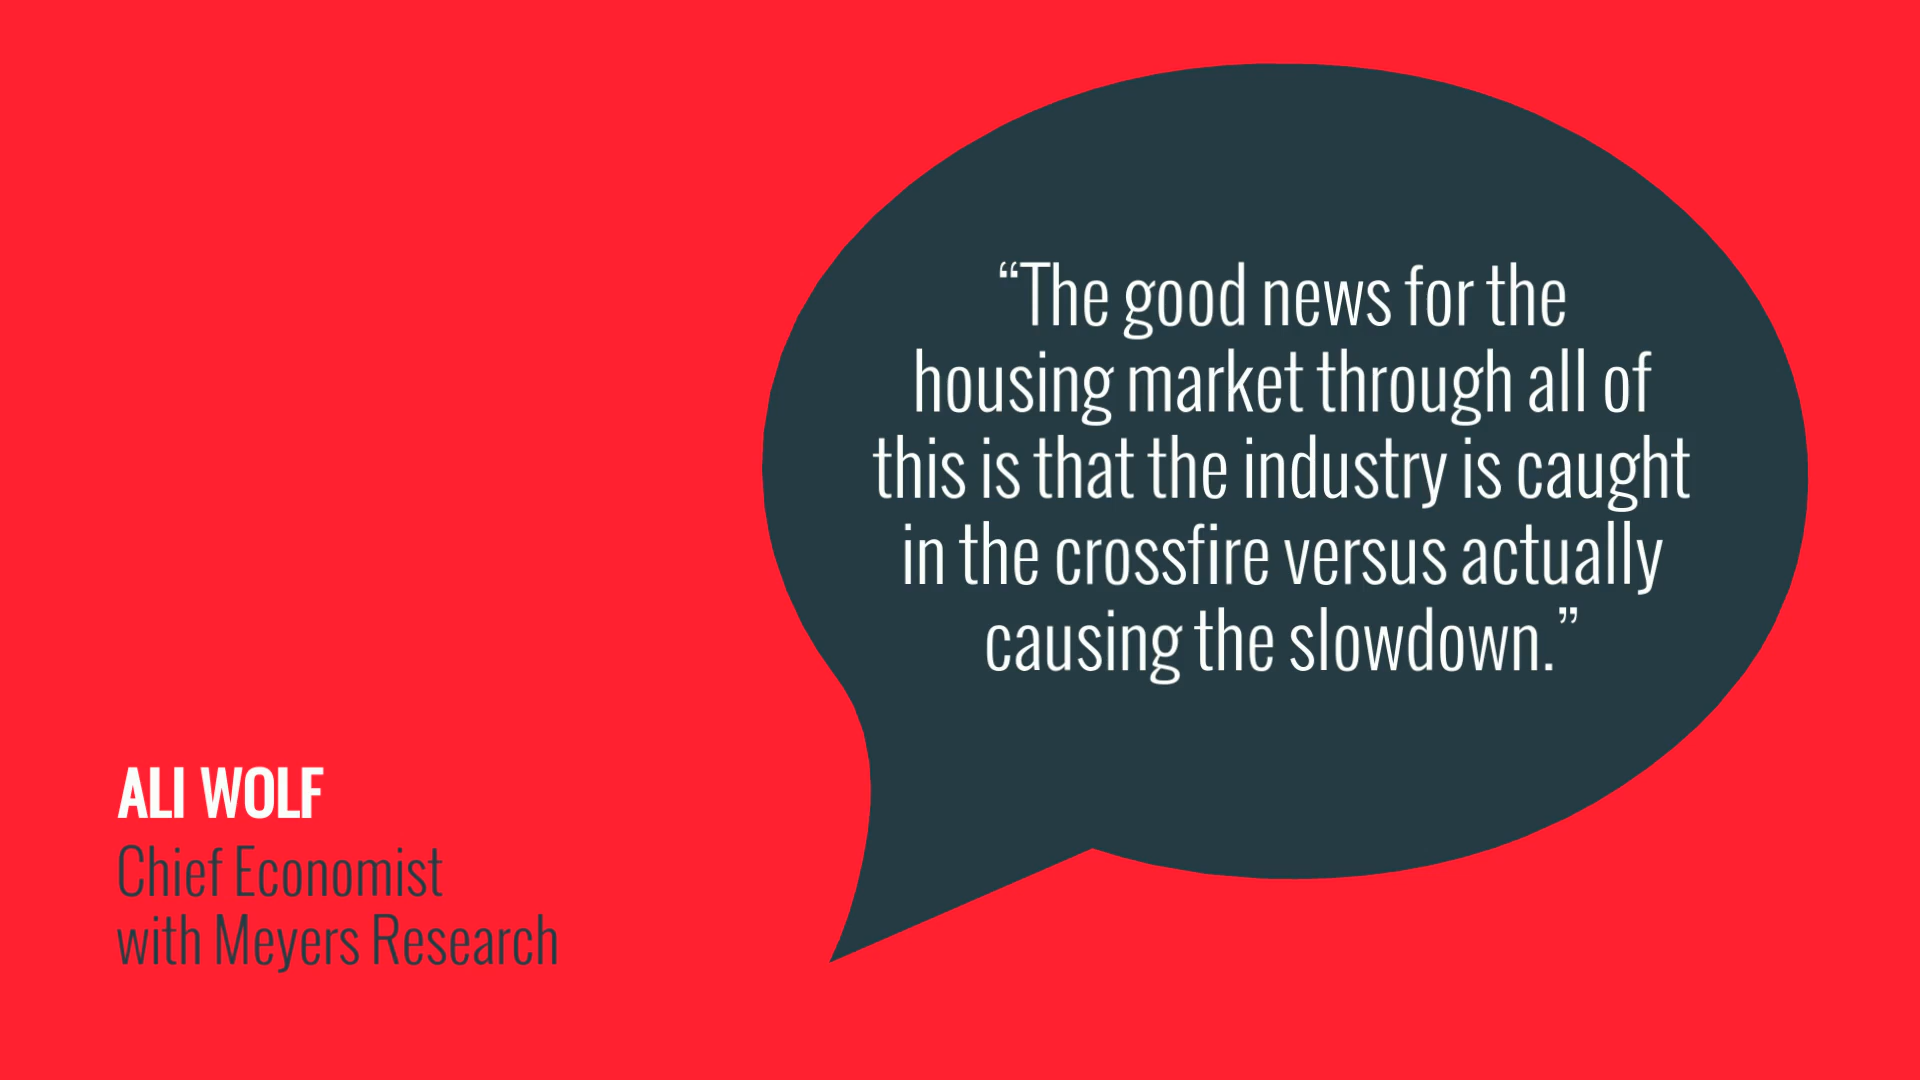 “The good news for the
housing market through all of
this is that the industry is caught
in the crossfire versus actually
causing the slowdown.”
ALI WOLF
Chief Economist
with Meyers Research